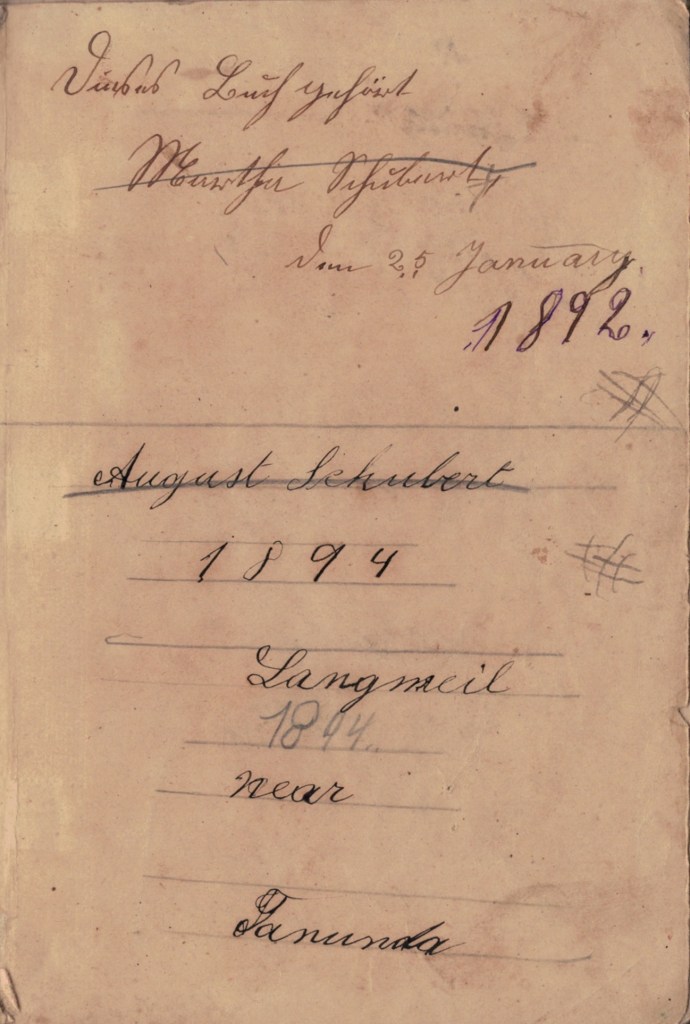 Dieses Buch gehört
Martha Schubert
den 25 January
1892.
August Schubert
1894
Langmeil
1894.
near
Tanunda